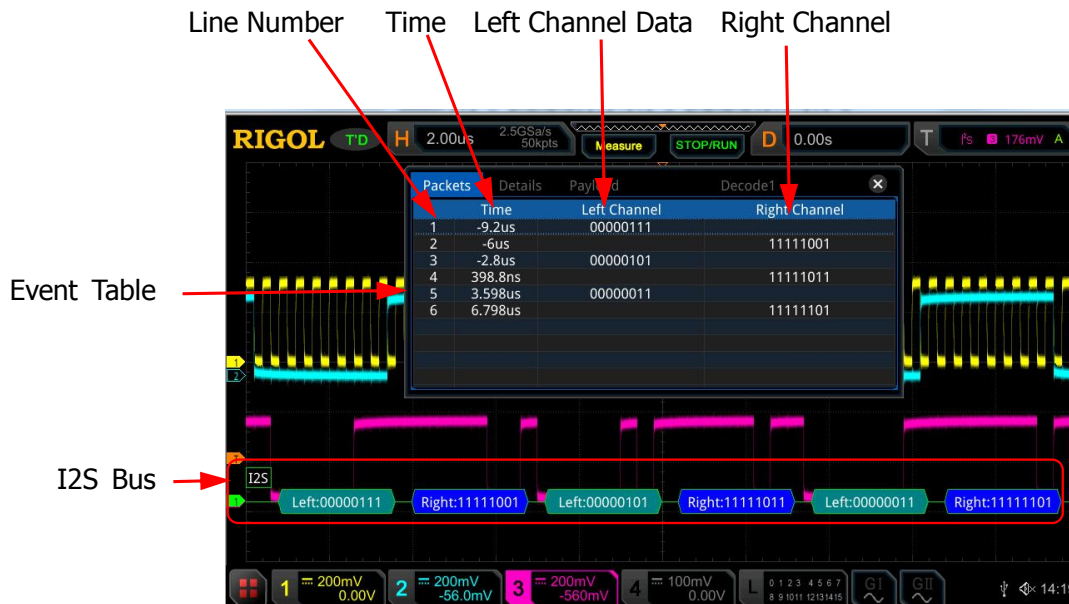 Line Number Time Left Channel Data Right Channel
RIGOL T'D H 2.00us 2.5GSa/s 50kpts Measure STOP/RUN D 0.00s T I²S 3 176mV A
Packets Details Decode1
Time Left Channel Right Channel
1 -9.2us 00000111
2 -6us 11111001
3 -2.8us 00000101
4 398.8ns 11111011
5 3.598us 00000011
6 6.798us 11111101
Event Table
1
2
T
I2S Bus
I2S
1 Left:00000111 Right:11111001 Left:00000101 Right:11111011 Left:00000011 Right:11111101
1 200mV 0.00V 2 200mV -56.0mV 3 200mV -560mV 4 100mV 0.00V L 0 1 2 3 4 5 6 7 GI GII
8 9 10 11 12 13 14 15